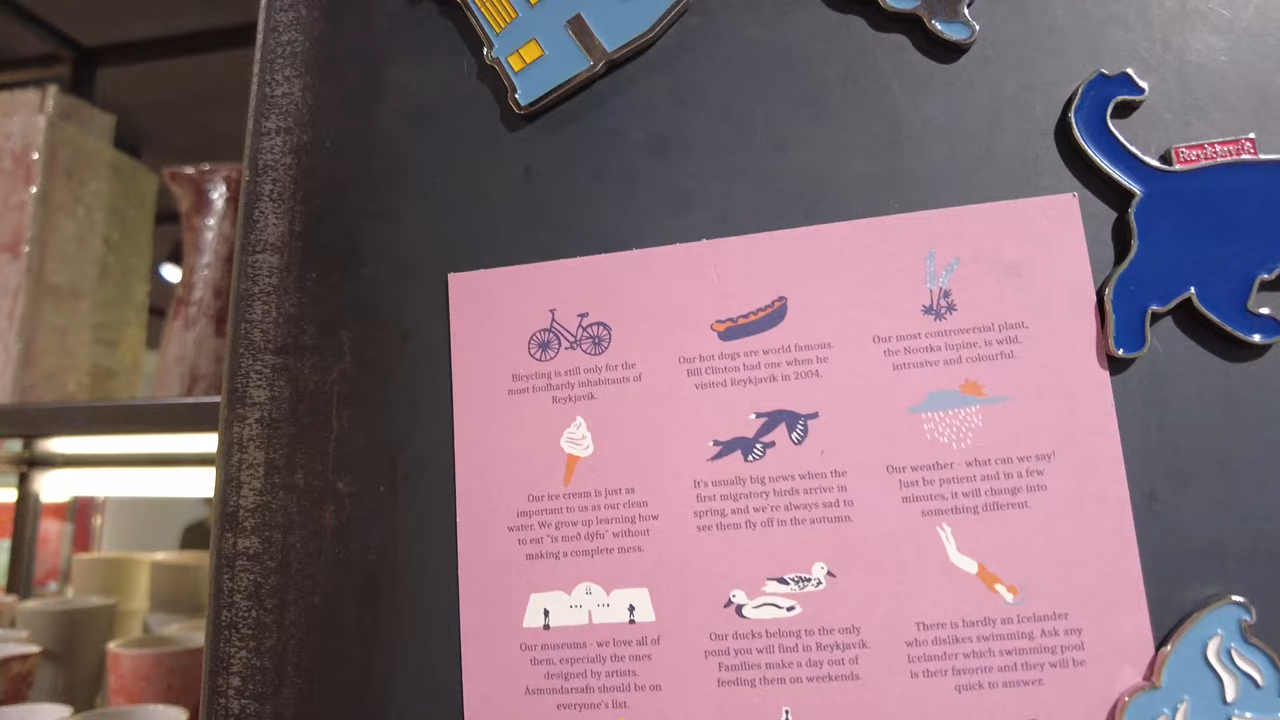 Reykjavík
Bicycling is still only for the
most foolhardy inhabitants of
Reykjavík.
Our hot dogs are world famous.
Bill Clinton had one when he
visited Reykjavík in 2004.
Our most controversial plant,
the Nootka lupine, is wild,
intrusive and colourful.
Our ice cream is just as
important to us as our clean
water. We grow up learning how
to eat "ís með dýfu" without
making a complete mess.
It's usually big news when the
first migratory birds arrive in
spring, and we're always sad to
see them fly off in the autumn.
Our weather - what can we say!
Just be patient and in a few
minutes, it will change into
something different.
Our museums - we love all of
them, especially the ones
designed by artists.
Ásmundarsafn should be on
everyone's list.
Our ducks belong to the only
pond you will find in Reykjavík.
Families make a day out of
feeding them on weekends.
There is hardly an Icelander
who dislikes swimming. Ask any
Icelander which swimming pool
is their favorite and they will be
quick to answer.